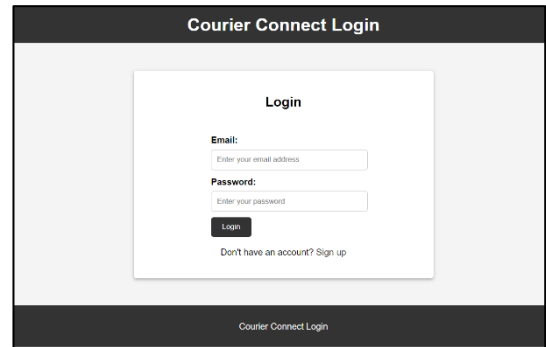 Courier Connect Login
Login
Email:
Enter your email address
Password:
Enter your password
Login
Don't have an account? Sign up
Courier Connect Login